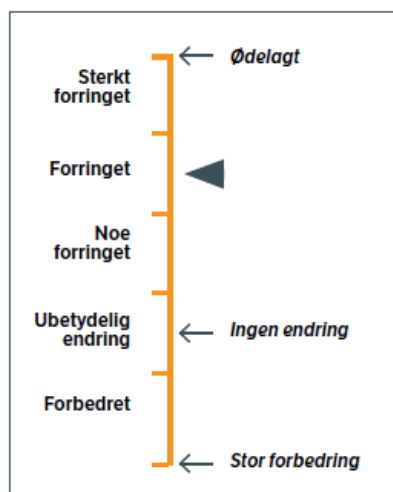 Ødelagt
Sterkt
forringet
Forringet
Noe
forringet
Ubetydelig
endring
Ingen endring
Forbedret
Stor forbedring